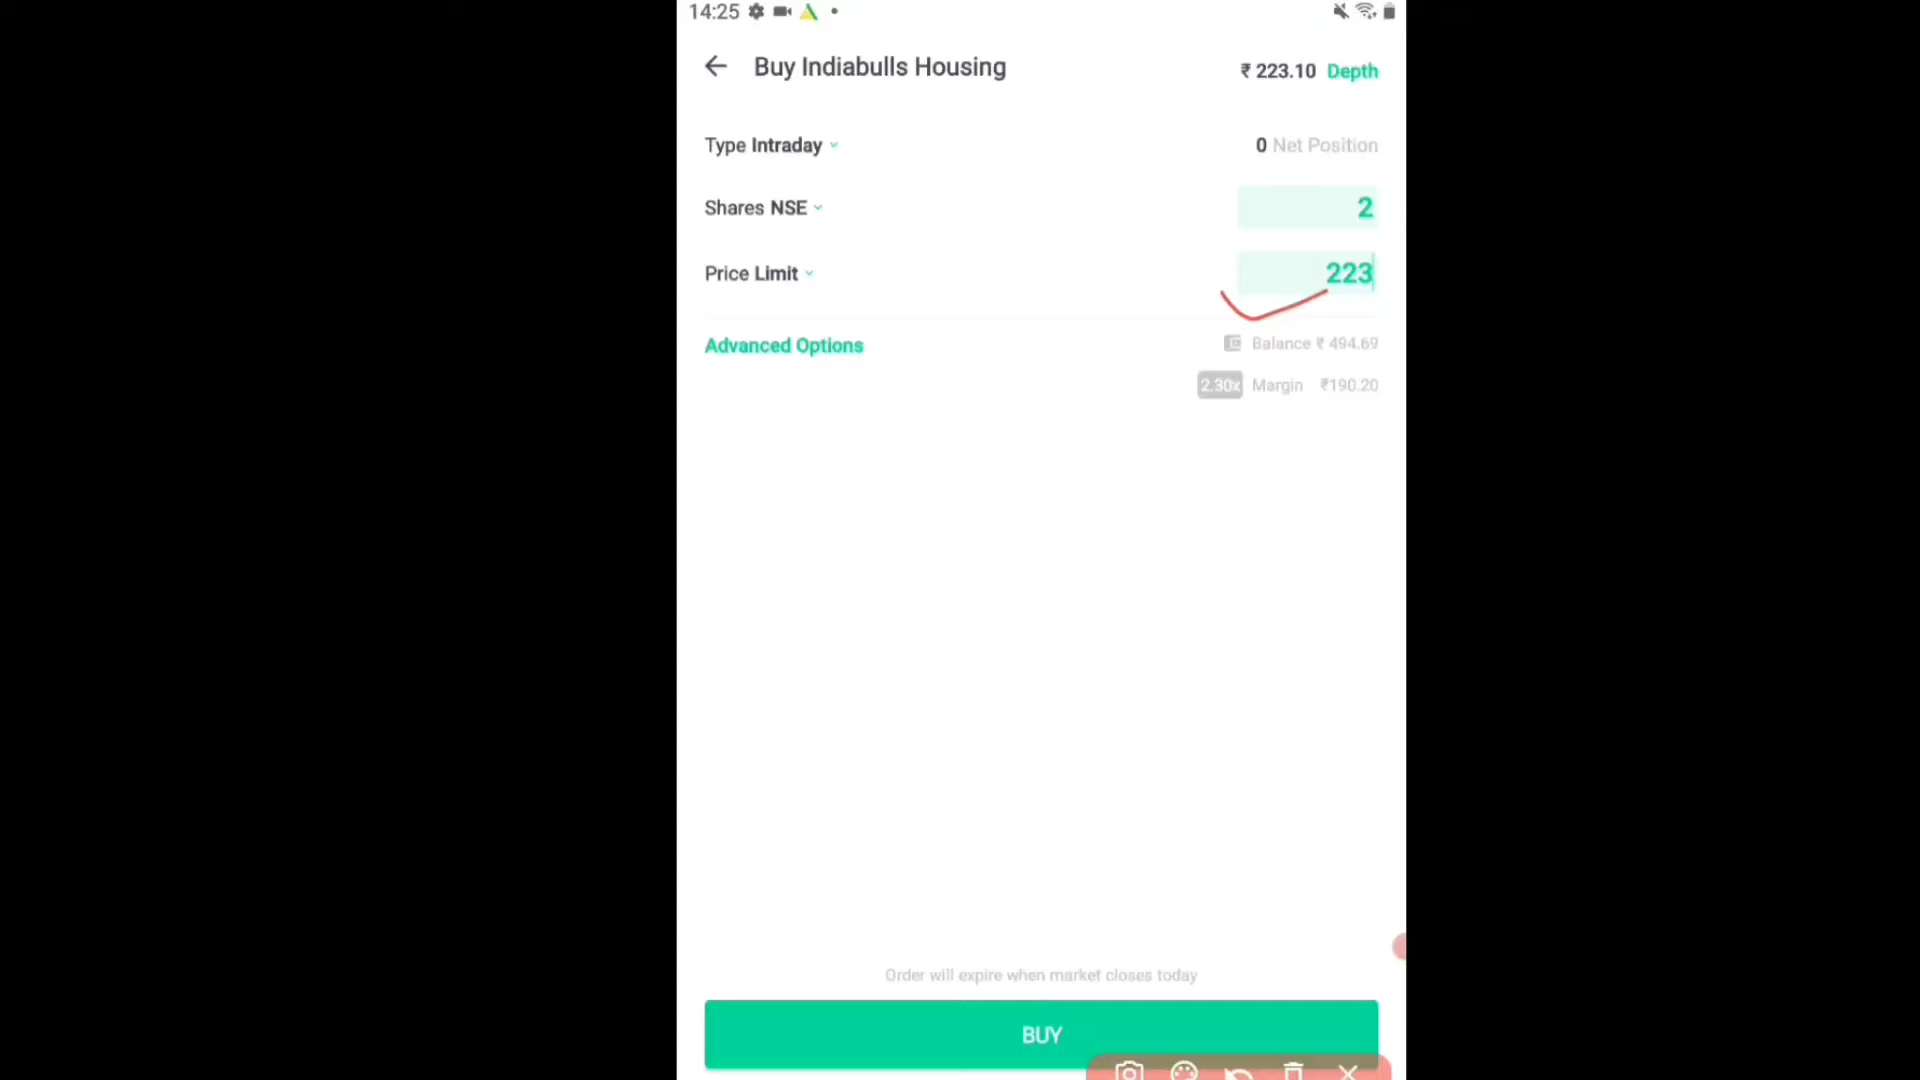 14:25
Buy Indiabulls Housing
₹ 223.10 Depth
Type Intraday
0 Net Position
Shares NSE
2
Price Limit
223
Advanced Options
Balance ₹ 494.69
2.30x Margin ₹190.20
Order will expire when market closes today
BUY